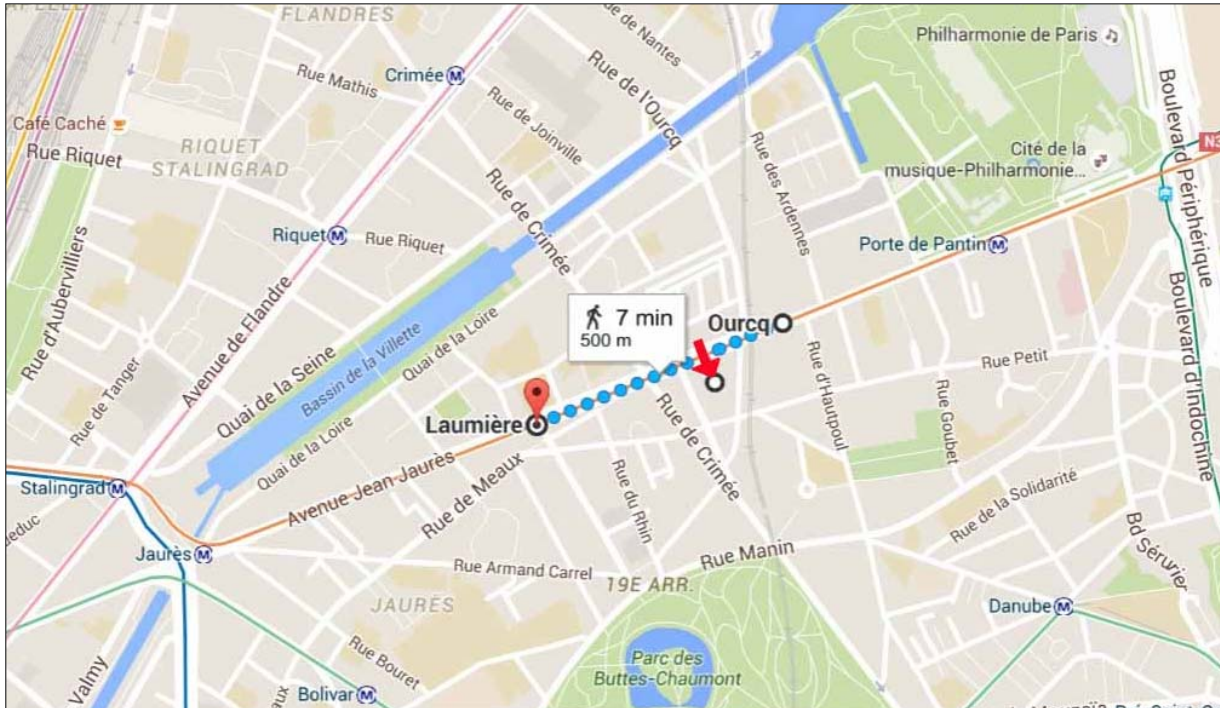 FLANDRES
Rue de Nantes
Philharmonie de Paris
Crimée
Rue Mathis
Rue de l'Ourcq
Boulevard Périphérique
Café Caché
Rue de Joinville
RIQUET
STALINGRAD
Rue Riquet
N3
Cité de la
musique-Philharmonie...
Rue des Ardennes
Rue de Crimée
Riquet
Rue Riquet
Porte de Pantin
Rue d'Aubervilliers
Avenue de Flandre
7 min
500 m
Ourcq
Quai de la Seine
Bassin de la Villette
Quai de la Loire
Rue Petit
Boulevard d'Indochine
Rue de Tanger
Rue d'Hautpoul
Rue Goubet
Laumière
Rue de Crimée
Quai de la Loire
Avenue Jean Jaurès
Rue de Meaux
Rue du Rhin
Stalingrad
Rue de la Solidarité
Bd Sérurier
Jaurès
Rue Manin
Rue Armand Carrel
19E ARR.
JAURÈS
Danube
Rue Bouret
Parc des
Buttes-Chaumont
Valmy
Bolivar